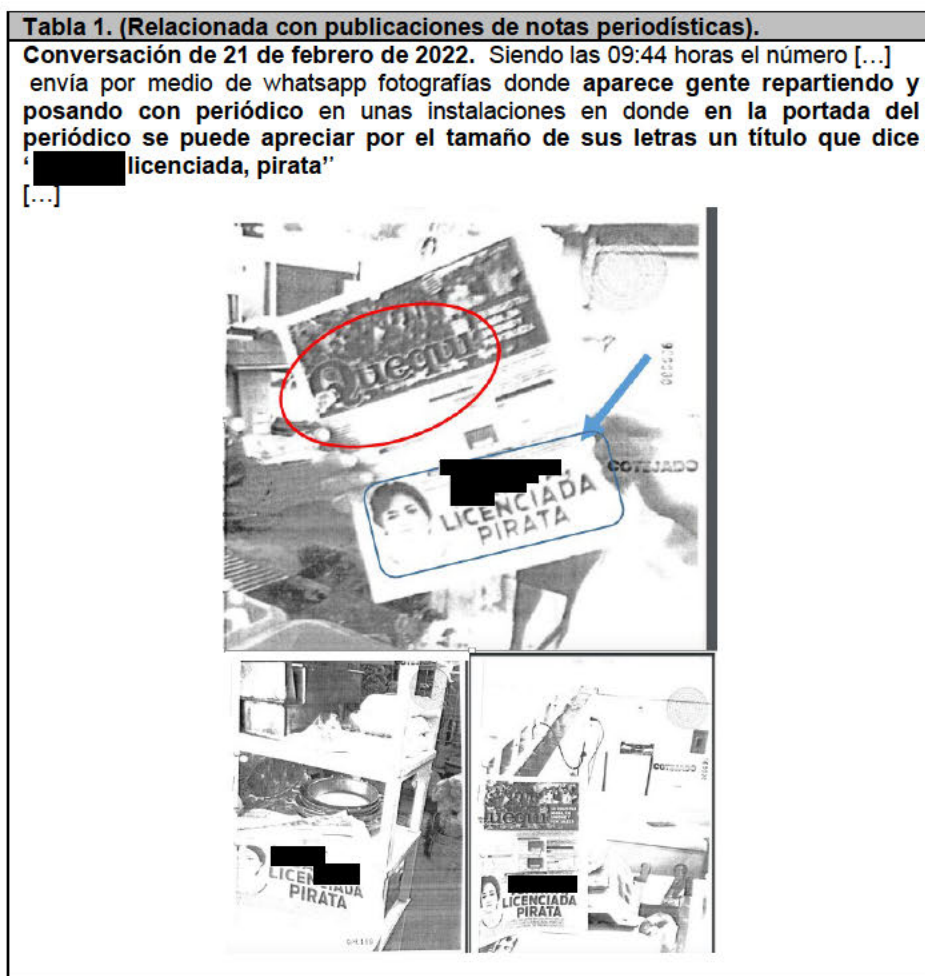 Tabla 1. (Relacionada con publicaciones de notas periodísticas).
Conversación de 21 de febrero de 2022. Siendo las 09:44 horas el número […]
envía por medio de whatsapp fotografías donde aparece gente repartiendo y
posando con periódico en unas instalaciones en donde en la portada del
periódico se puede apreciar por el tamaño de sus letras un título que dice
‘ licenciada, pirata’’
[…]
Quequi
COTEJADO
LICENCIADA
PIRATA
LICENCIADA
PIRATA
Quequi
COTEJADO
LICENCIADA
PIRATA